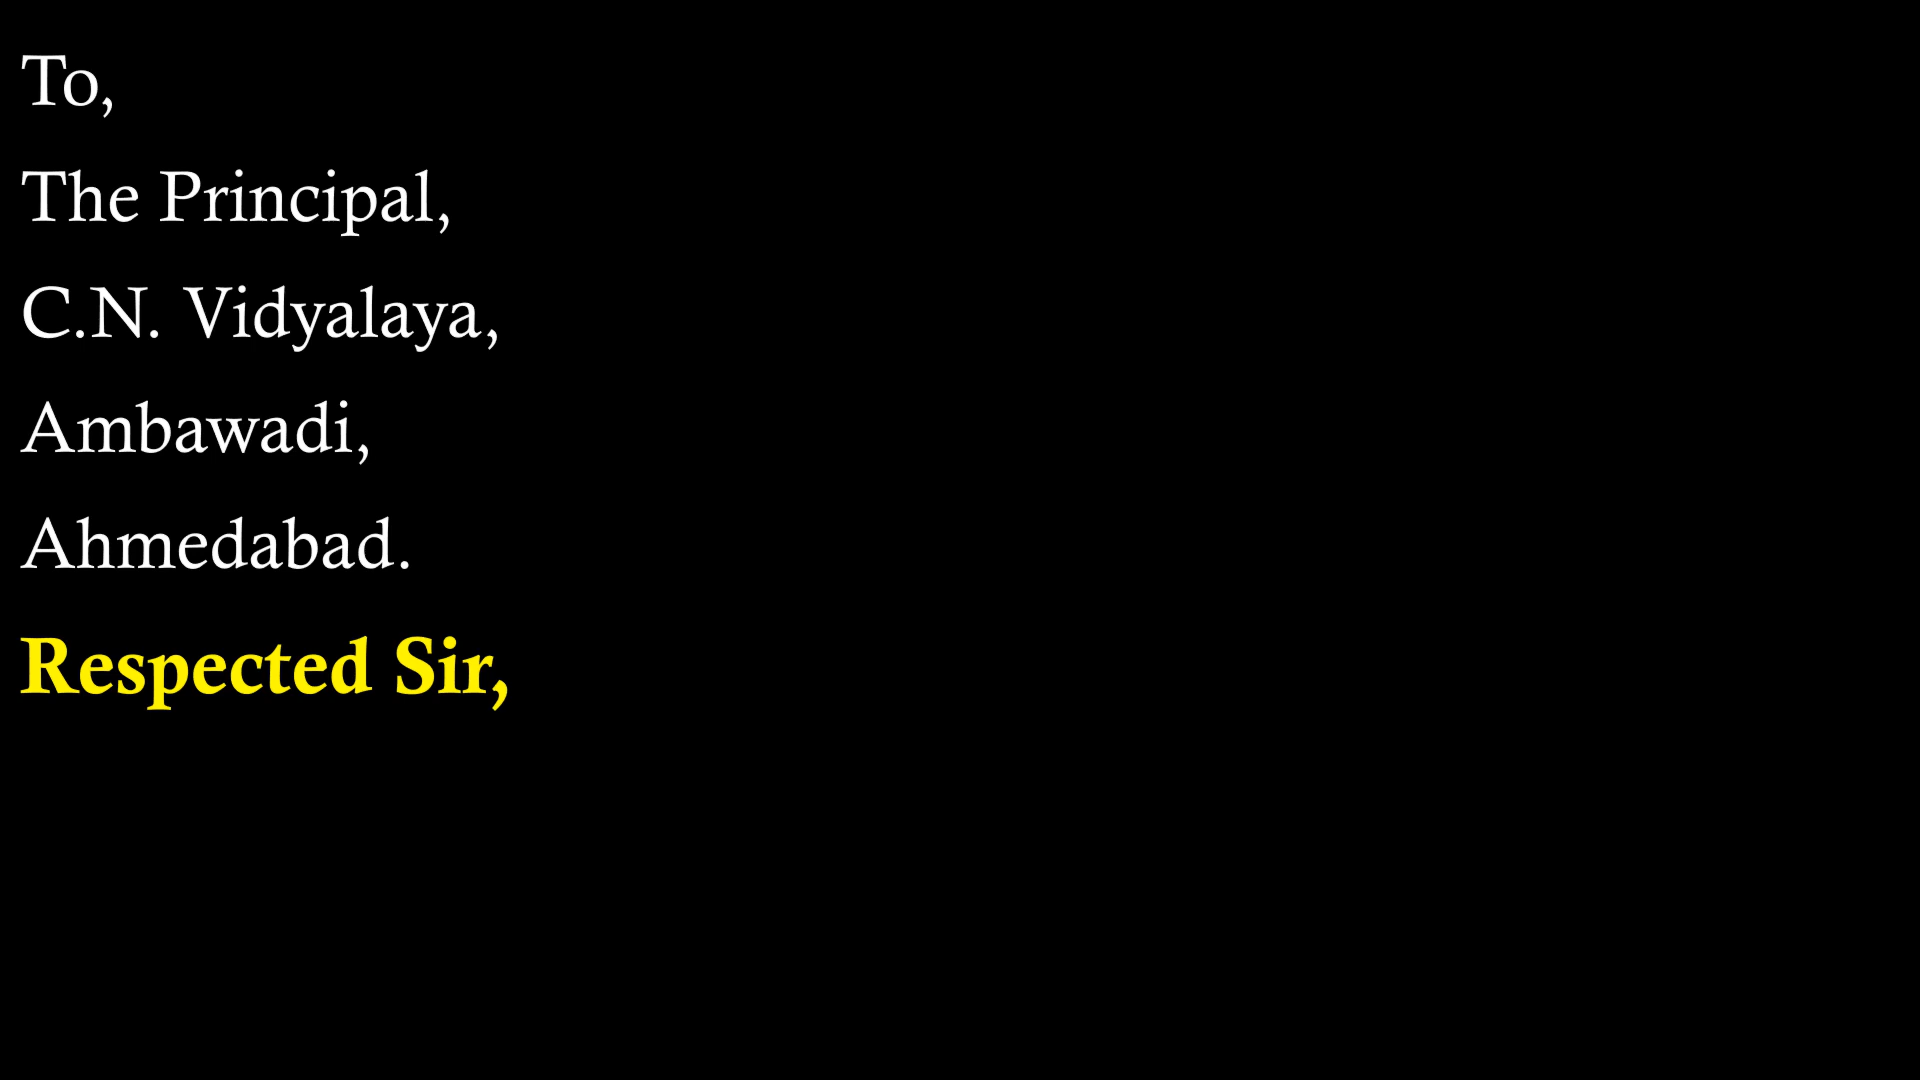 To,
The Principal,
C.N. Vidyalaya,
Ambawadi,
Ahmedabad.
Respected Sir,